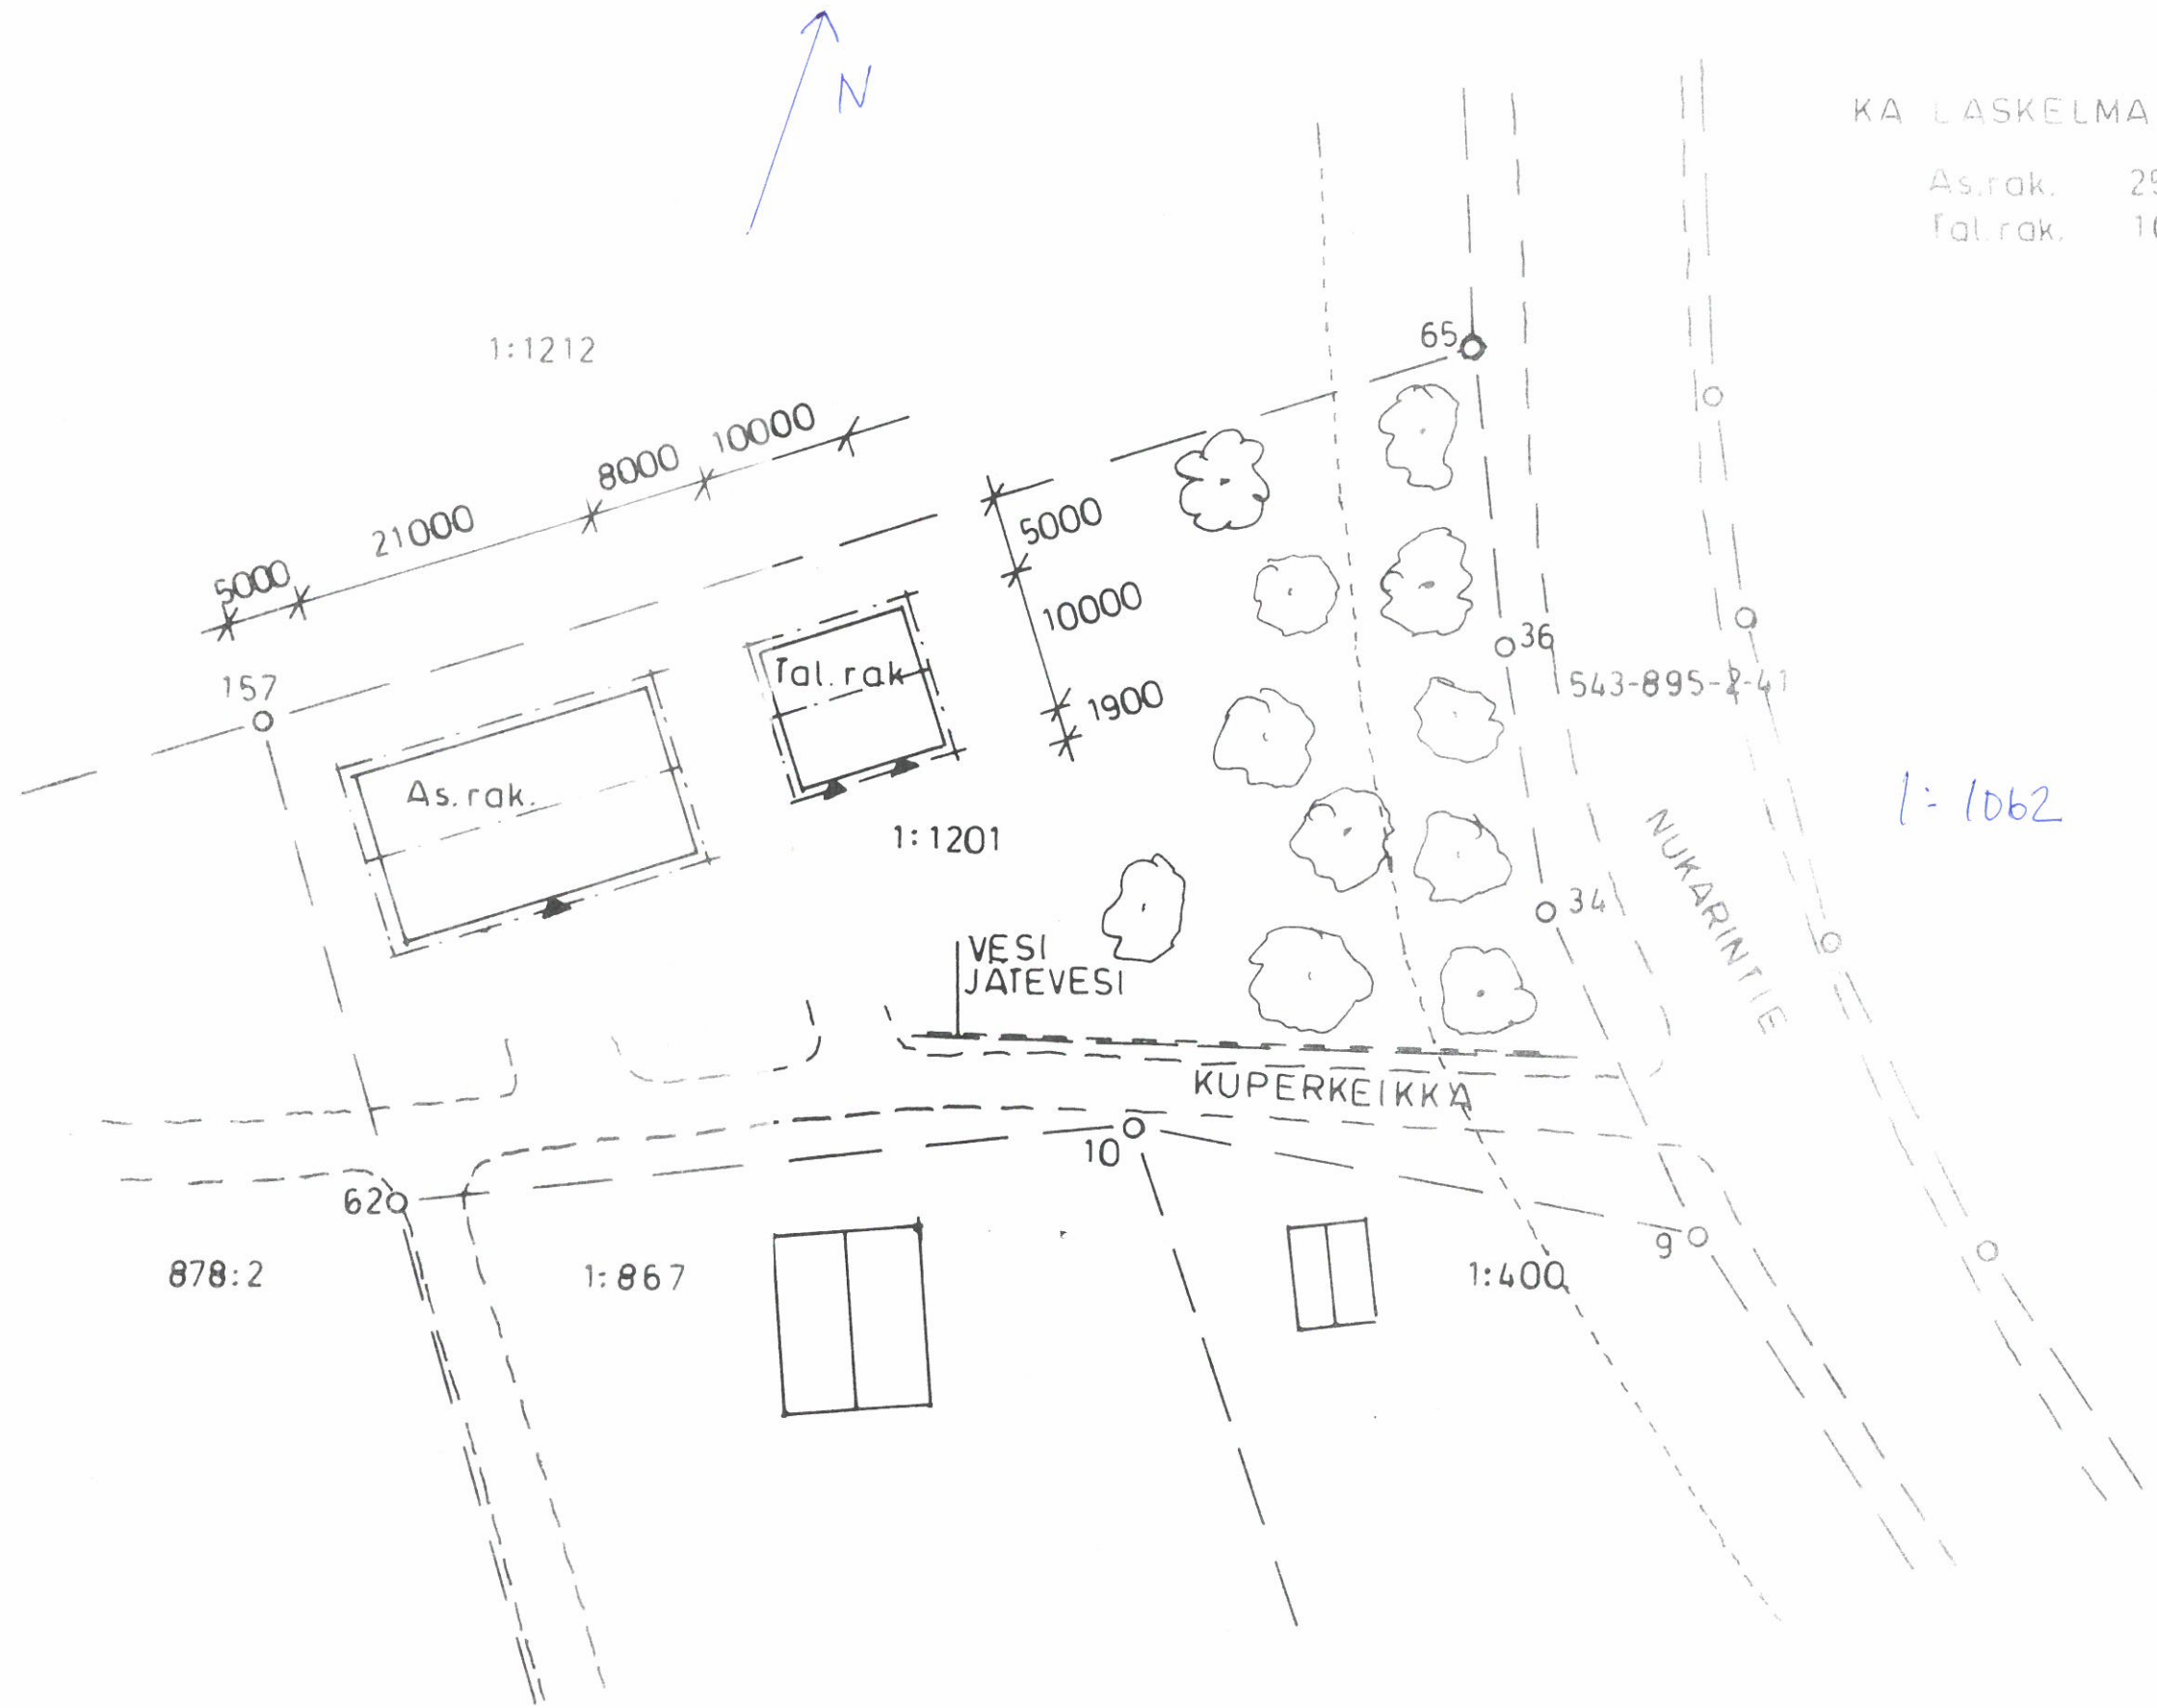 N
KA LASKELMA
As.rak.
Tal.rak.
1:1212
65
5000
21000
8000
10000
5000
10000
1900
157
36
543-895-2-41
Tal.rak
As.rak.
1:1201
1:1062
NUKARINTIE
34
VESI
JÄTEVESI
KUPERKEIKKA
10
62
9
878:2
1:867
1:400